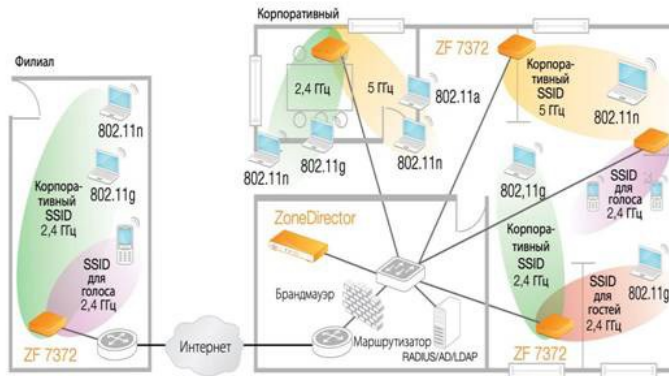 Филиал
802.11n
802.11g
Корпора-
тивный
SSID
2,4 ГГц
SSID
для
голоса
2,4 ГГц
ZF 7372
Интернет
Корпоративный
2,4 ГГц
5 ГГц
802.11a
802.11g
802.11n
802.11n
ZF 7372
Корпора-
тивный
SSID
5 ГГц
802.11n
SSID
для
голоса
2,4 ГГц
802,11g
Корпора-
тивный
SSID
2,4 ГГц
SSID
для
гостей
2,4 ГГц
802.11g
ZF 7372
ZoneDirector
Брандмауэр
Маршрутизатор
RADIUS/AD/LDAP